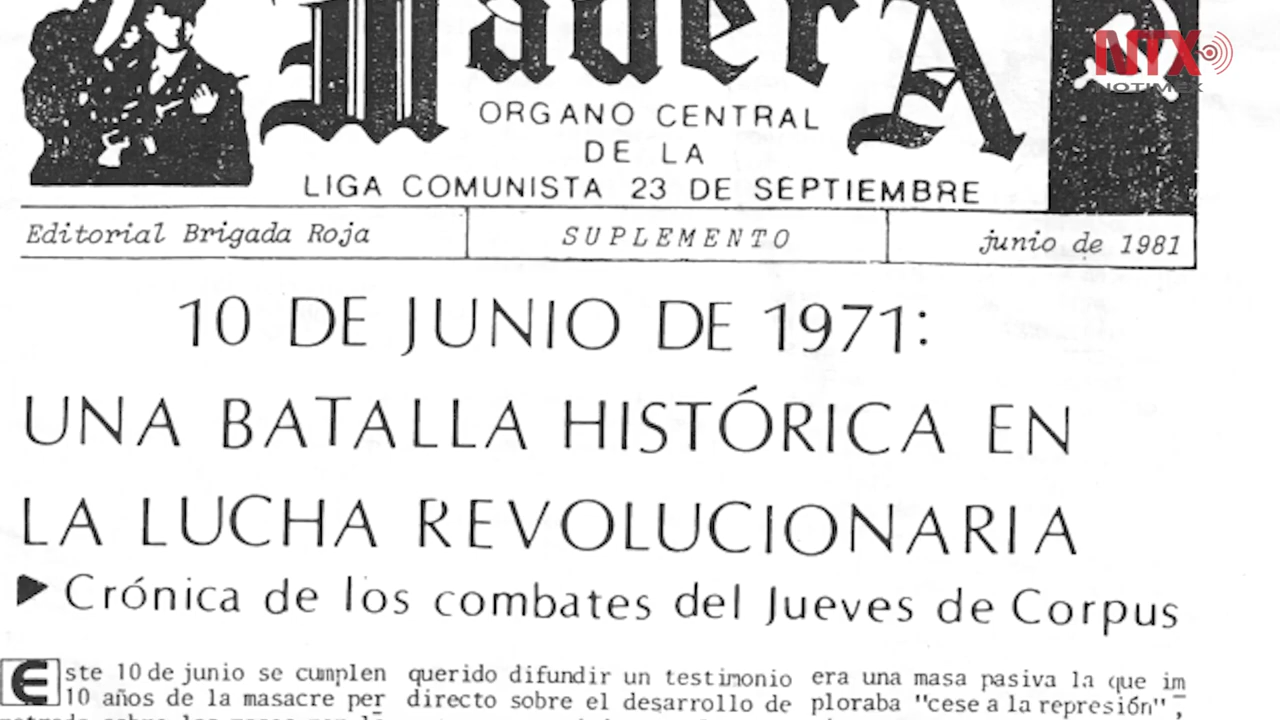 MaderA
NTX
NOTIMEX
ORGANO CENTRAL
DE LA
LIGA COMUNISTA 23 DE SEPTIEMBRE
Editorial Brigada Roja
SUPLEMENTO
junio de 1981
10 DE JUNIO DE 1971:
UNA BATALLA HISTÓRICA EN
LA LUCHA REVOLUCIONARIA
Crónica de los combates del Jueves de Corpus
Este 10 de junio se cumplen
10 años de la masacre per
querido difundir un testimonio
directo sobre el desarrollo de
era una masa pasiva la que im
ploraba "cese a la represión",